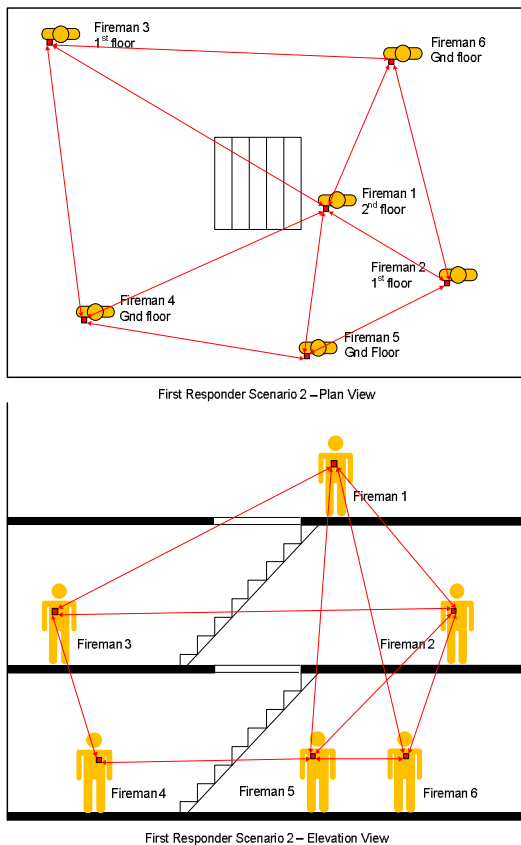 Fireman 3
1st floor
Fireman 6
Gnd floor
Fireman 1
2nd floor
Fireman 2
1st floor
Fireman 4
Gnd floor
Fireman 5
Gnd Floor
First Responder Scenario 2 – Plan View
Fireman 1
Fireman 3
Fireman 2
Fireman 4
Fireman 5
Fireman 6
First Responder Scenario 2 – Elevation View